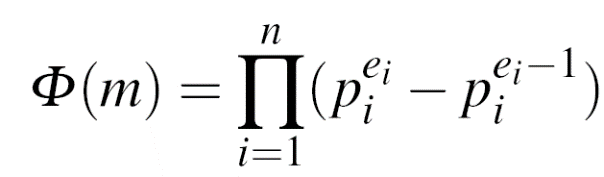 Φ(m) = ∏_{i=1}^{n} (p_i^{e_i} − p_i^{e_i−1})